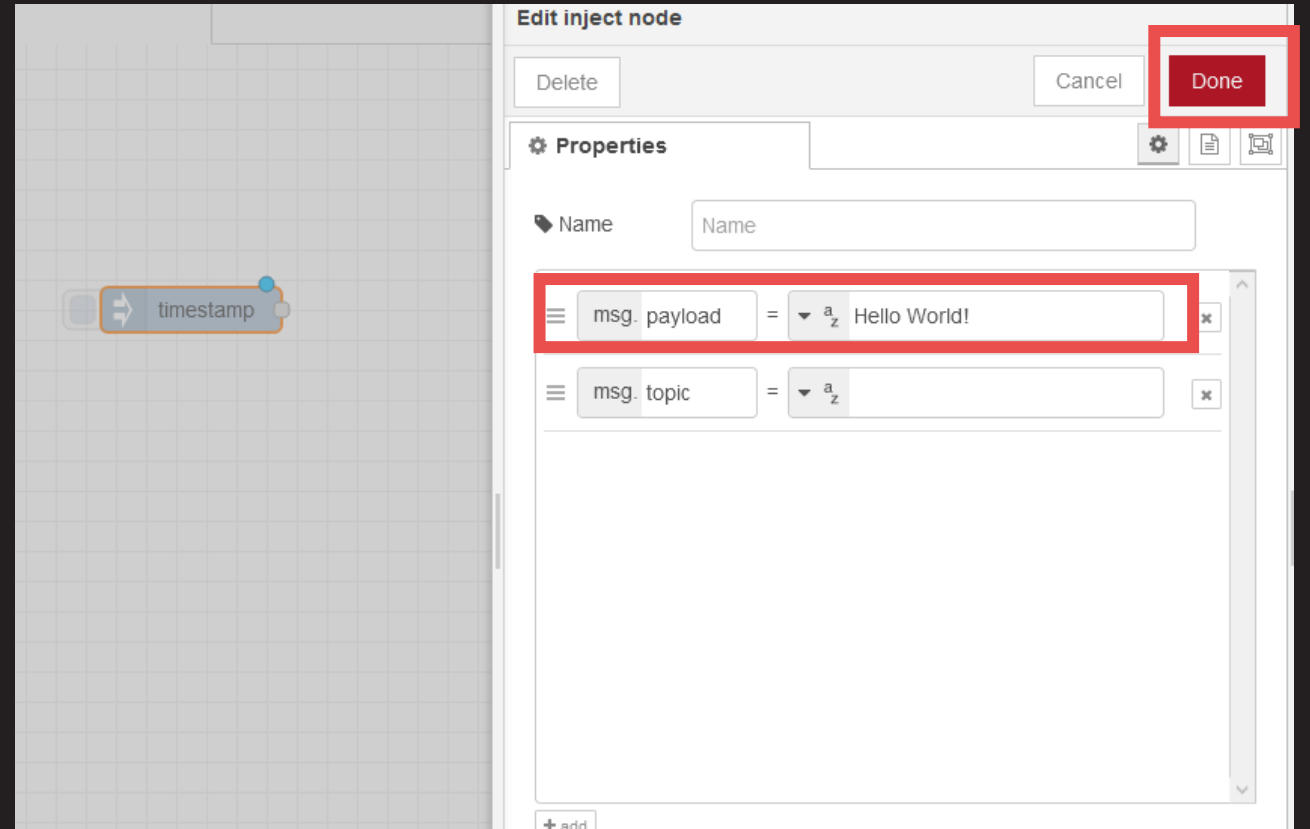 Edit inject node
Delete
Cancel
Done
Properties
Name
Name
timestamp
msg. payload = a z Hello World!
msg. topic = a z
+ add